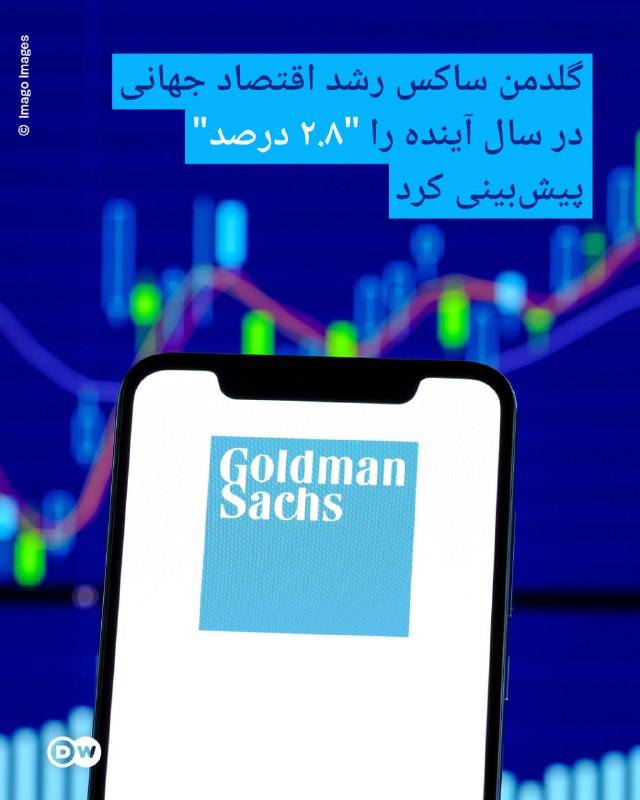 © Imago Images
گلدمن ساکس رشد اقتصاد جهانی
در سال آینده را "۲.۸ درصد"
پیش‌بینی کرد
Goldman
Sachs
DW